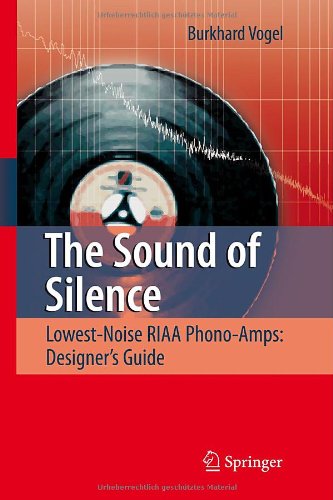 Burkhard Vogel
The Sound of
Silence
Lowest-Noise RIAA Phono-Amps:
Designer's Guide
Springer
Urheberrechtlich geschütztes Material